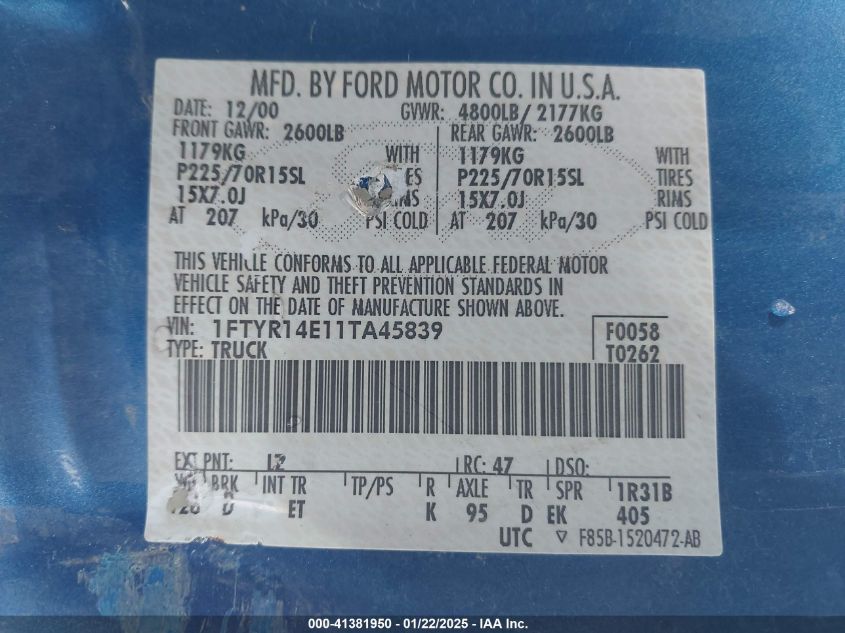 MFD. BY FORD MOTOR CO. IN U.S.A.
DATE: 12/00 GVWR: 4800LB/ 2177KG
FRONT GAWR: 2600LB REAR GAWR: 2600LB
1179KG WITH 1179KG WITH
P225/70R15SL P225/70R15SL TIRES
15X7.0J 15X7.0J RIMS
AT 207 kPa/30 PSI COLD AT 207 kPa/30 PSI COLD
THIS VEHICLE CONFORMS TO ALL APPLICABLE FEDERAL MOTOR
VEHICLE SAFETY AND THEFT PREVENTION STANDARDS IN
EFFECT ON THE DATE OF MANUFACTURE SHOWN ABOVE.
VIN: 1FTYR14E11TA45839 F0058
TYPE: TRUCK T0262
EXT PNT: LZ RC: 47 DSO:
BRK INT TR TP/PS R AXLE TR SPR 1R31B
D ET K 95 D EK 405
UTC ▽ F85B-1520472-AB
000-41381950 - 01/22/2025 - IAA Inc.